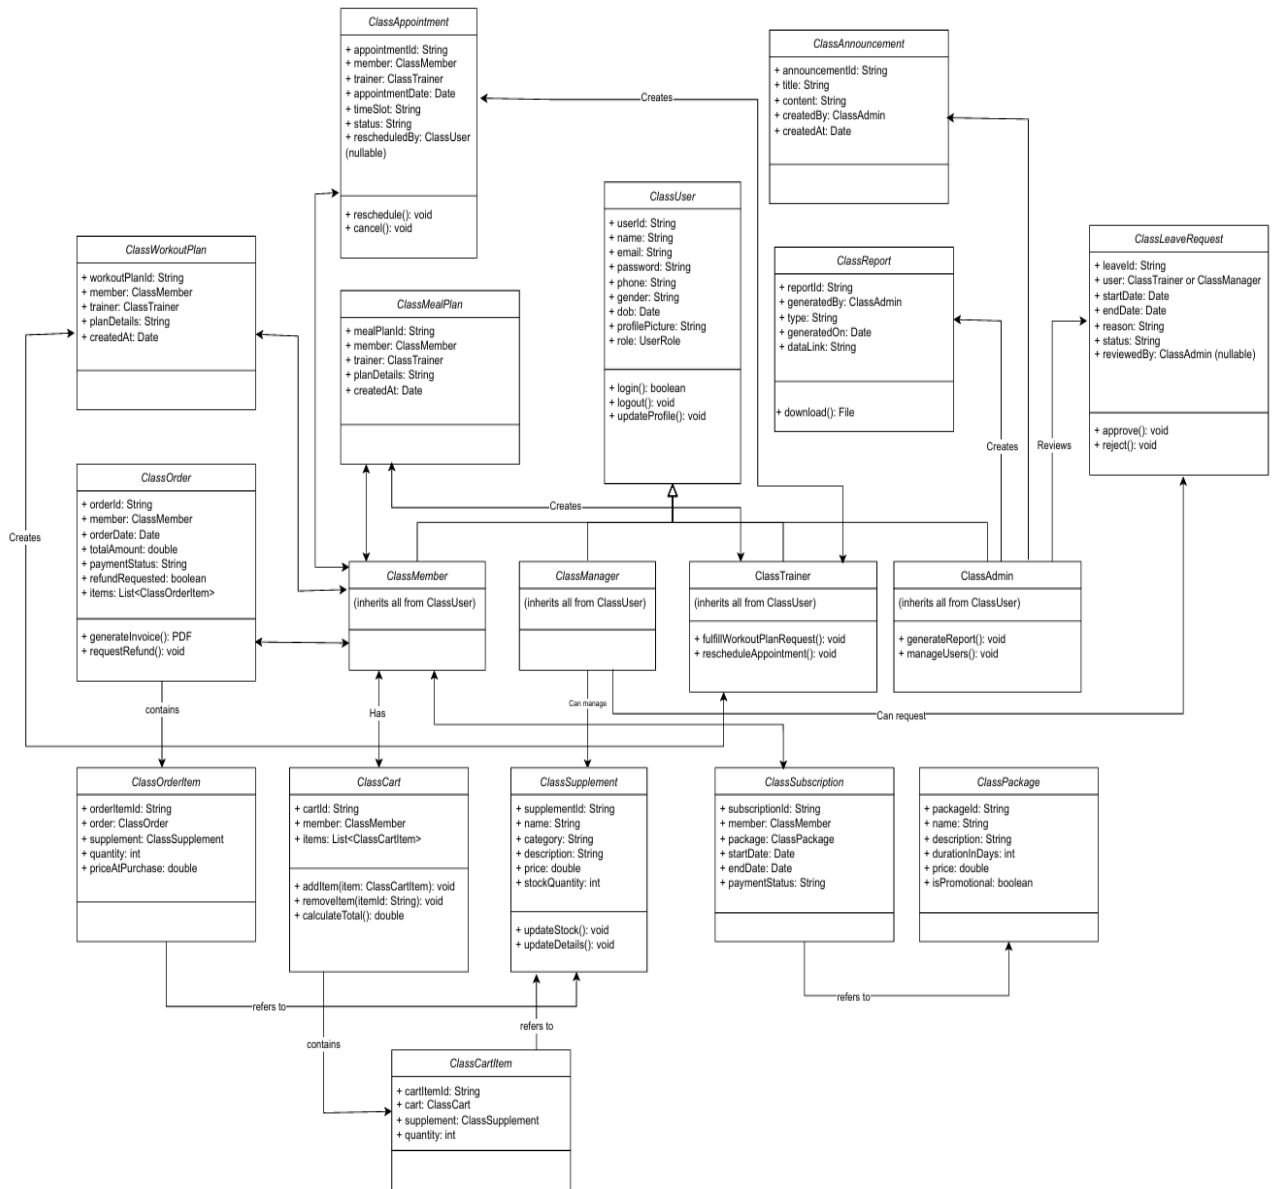 ClassAppointment
+ appointmentId: String
+ member: ClassMember
+ trainer: ClassTrainer
+ appointmentDate: Date
+ timeSlot: String
+ status: String
+ rescheduledBy: ClassUser
(nullable)
+ reschedule(): void
+ cancel(): void
Creates
ClassAnnouncement
+ announcementId: String
+ title: String
+ content: String
+ createdBy: ClassAdmin
+ createdAt: Date
ClassUser
+ userId: String
+ name: String
+ email: String
+ password: String
+ phone: String
+ gender: String
+ dob: Date
+ profilePicture: String
+ role: UserRole
+ login(): boolean
+ logout(): void
+ updateProfile(): void
ClassWorkoutPlan
+ workoutPlanId: String
+ member: ClassMember
+ trainer: ClassTrainer
+ planDetails: String
+ createdAt: Date
ClassMealPlan
+ mealPlanId: String
+ member: ClassMember
+ trainer: ClassTrainer
+ planDetails: String
+ createdAt: Date
ClassReport
+ reportId: String
+ generatedBy: ClassAdmin
+ type: String
+ generatedOn: Date
+ dataLink: String
+ download(): File
ClassLeaveRequest
+ leaveId: String
+ user: ClassTrainer or ClassManager
+ startDate: Date
+ endDate: Date
+ reason: String
+ status: String
+ reviewedBy: ClassAdmin (nullable)
+ approve(): void
+ reject(): void
Creates
Reviews
Creates
Creates
ClassOrder
+ orderId: String
+ member: ClassMember
+ orderDate: Date
+ totalAmount: double
+ paymentStatus: String
+ refundRequested: boolean
+ items: List<ClassOrderItem>
+ generateInvoice(): PDF
+ requestRefund(): void
ClassMember
(inherits all from ClassUser)
ClassManager
(inherits all from ClassUser)
ClassTrainer
(inherits all from ClassUser)
+ fulfillWorkoutPlanRequest(): void
+ rescheduleAppointment(): void
ClassAdmin
(inherits all from ClassUser)
+ generateReport(): void
+ manageUsers(): void
contains
Has
Can manage
Can request
ClassOrderItem
+ orderItemId: String
+ order: ClassOrder
+ supplement: ClassSupplement
+ quantity: int
+ priceAtPurchase: double
ClassCart
+ cartId: String
+ member: ClassMember
+ items: List<ClassCartItem>
+ addItem(item: ClassCartItem): void
+ removeItem(itemId: String): void
+ calculateTotal(): double
ClassSupplement
+ supplementId: String
+ name: String
+ category: String
+ description: String
+ price: double
+ stockQuantity: int
+ updateStock(): void
+ updateDetails(): void
ClassSubscription
+ subscriptionId: String
+ member: ClassMember
+ package: ClassPackage
+ startDate: Date
+ endDate: Date
+ paymentStatus: String
ClassPackage
+ packageId: String
+ name: String
+ description: String
+ durationInDays: int
+ price: double
+ isPromotional: boolean
refers to
refers to
refers to
contains
ClassCartItem
+ cartItemId: String
+ cart: ClassCart
+ supplement: ClassSupplement
+ quantity: int